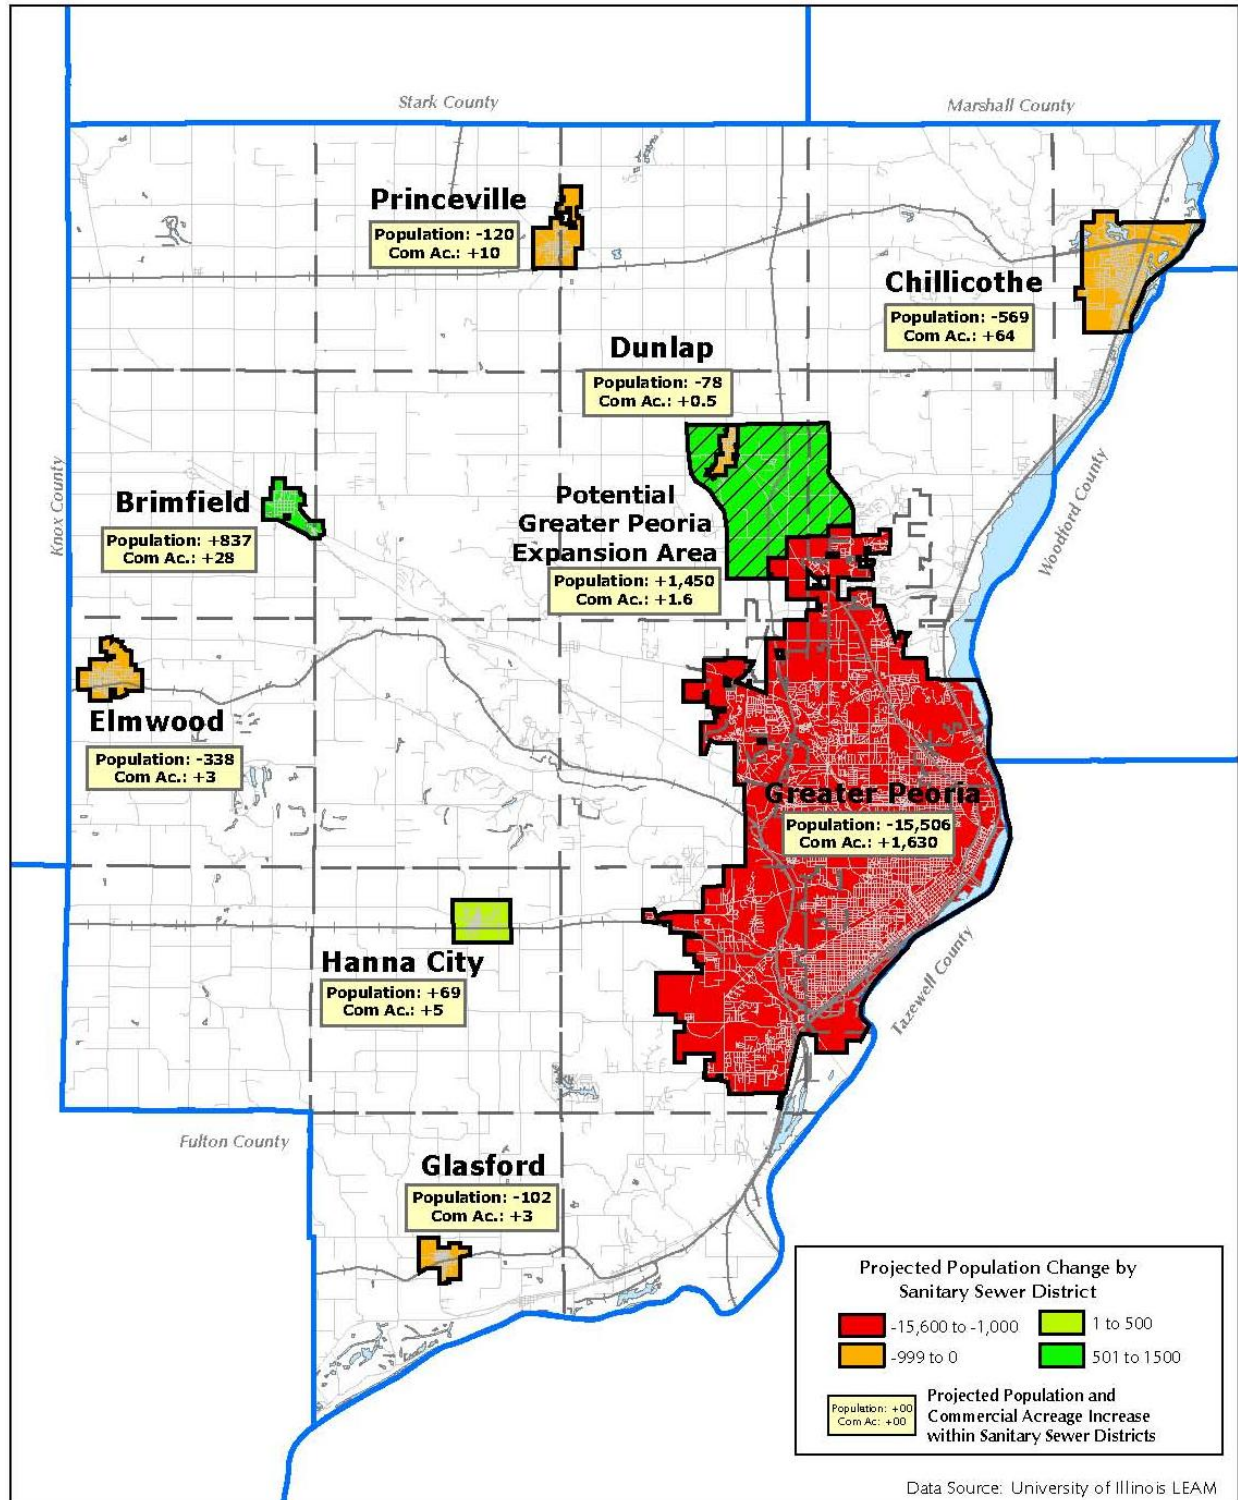 Stark County
Marshall County
Princeville
Population: -120
Com Ac.: +10
Chillicothe
Population: -569
Com Ac.: +64
Dunlap
Population: -78
Com Ac.: +0.5
Knox County
Woodford County
Brimfield
Population: +837
Com Ac.: +28
Potential
Greater Peoria
Expansion Area
Population: +1,450
Com Ac.: +1.6
Elmwood
Population: -338
Com Ac.: +3
Greater Peoria
Population: -15,506
Com Ac.: +1,630
Hanna City
Population: +69
Com Ac.: +5
Tazewell County
Fulton County
Glasford
Population: -102
Com Ac.: +3
Projected Population Change by
Sanitary Sewer District
-15,600 to -1,000
1 to 500
-999 to 0
501 to 1500
Population: +00
Com Ac: +00
Projected Population and
Commercial Acreage Increase
within Sanitary Sewer Districts
Data Source: University of Illinois LEAM